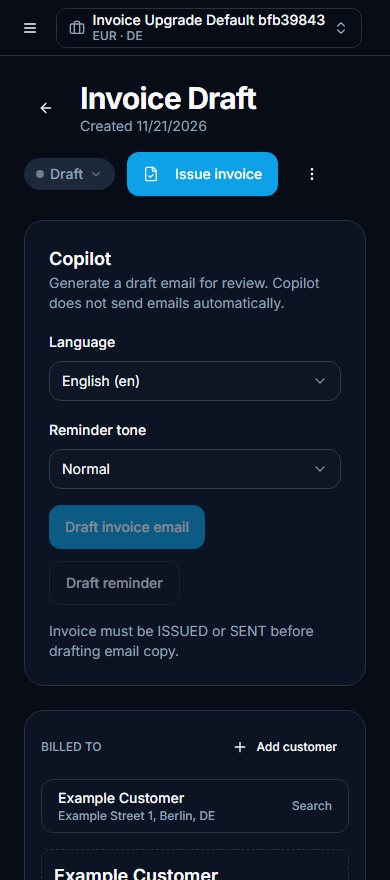 Invoice Upgrade Default bfb39843
EUR · DE
Invoice Draft
Created 11/21/2026
Draft
Issue invoice
Copilot
Generate a draft email for review. Copilot
does not send emails automatically.
Language
English (en)
Reminder tone
Normal
Draft invoice email
Draft reminder
Invoice must be ISSUED or SENT before
drafting email copy.
BILLED TO
Add customer
Example Customer
Example Street 1, Berlin, DE
Search
Example Customer